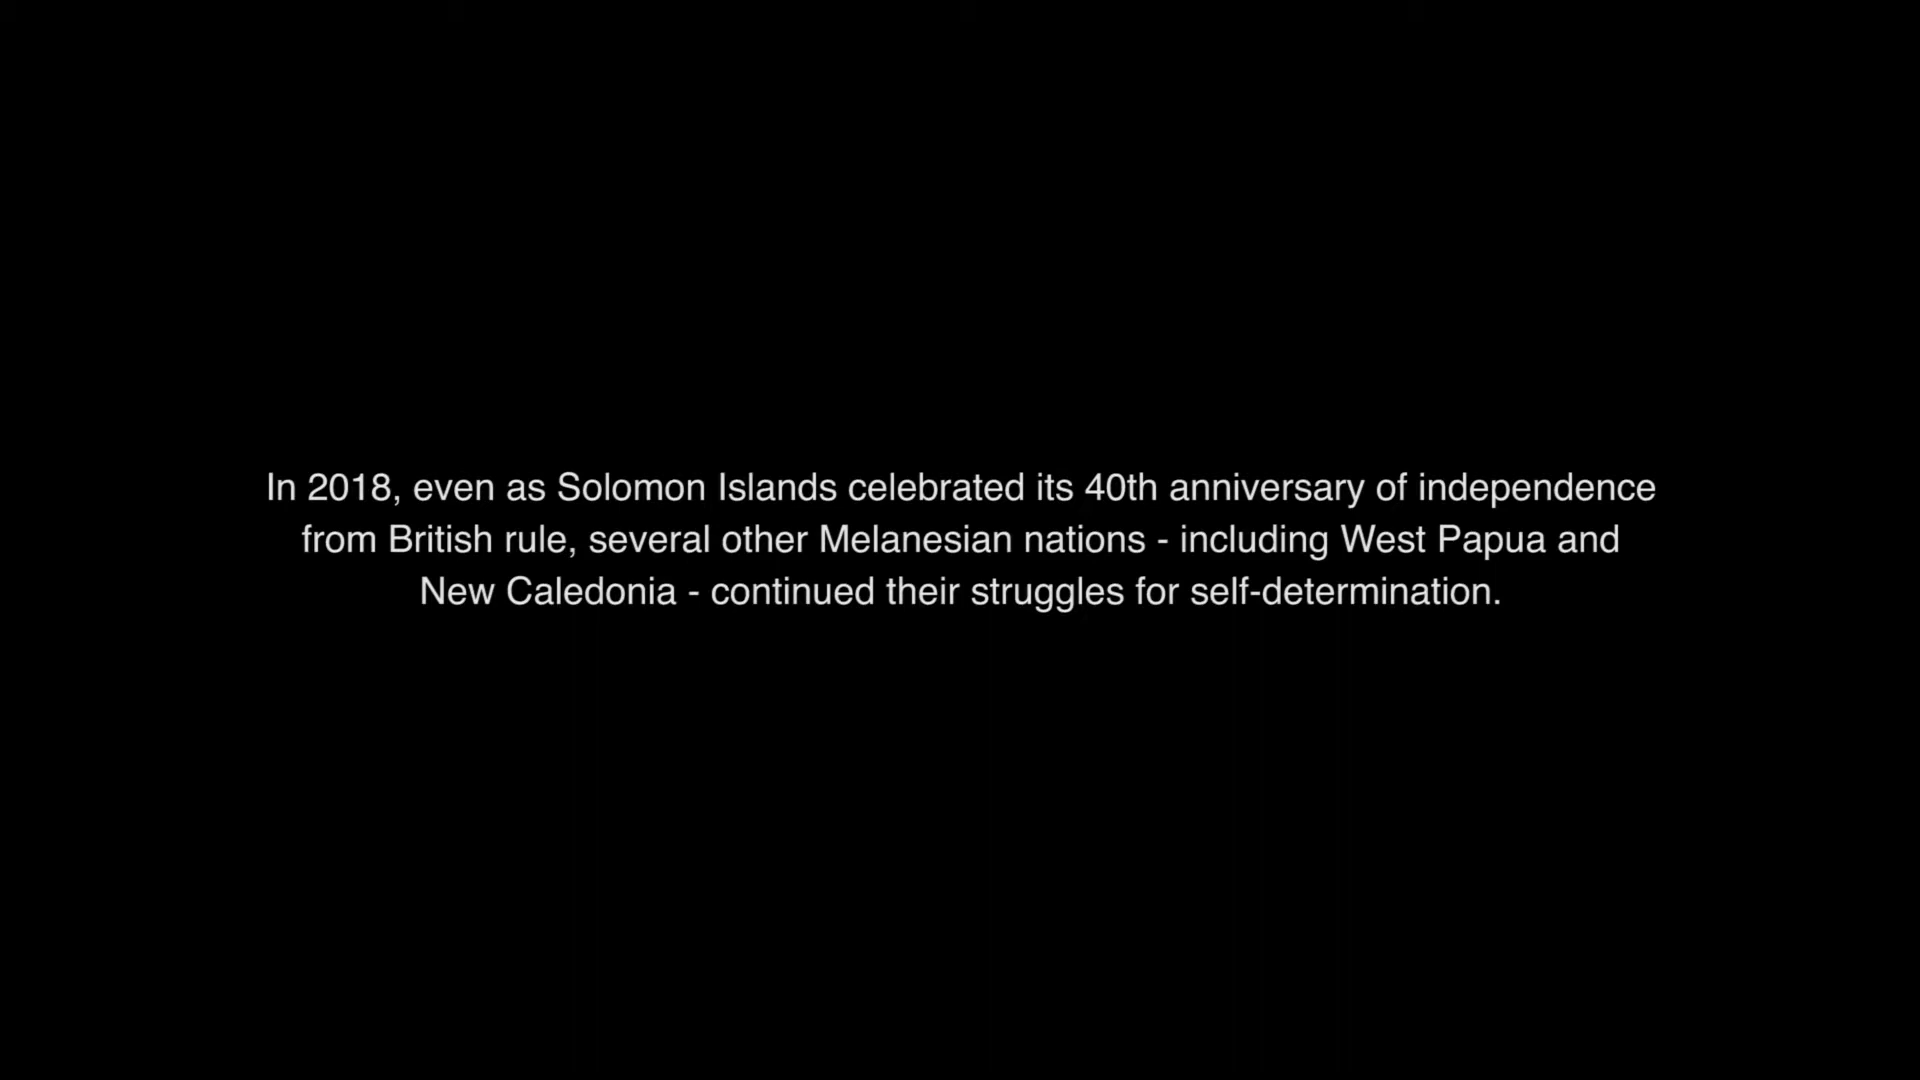 In 2018, even as Solomon Islands celebrated its 40th anniversary of independence
from British rule, several other Melanesian nations - including West Papua and
New Caledonia - continued their struggles for self-determination.